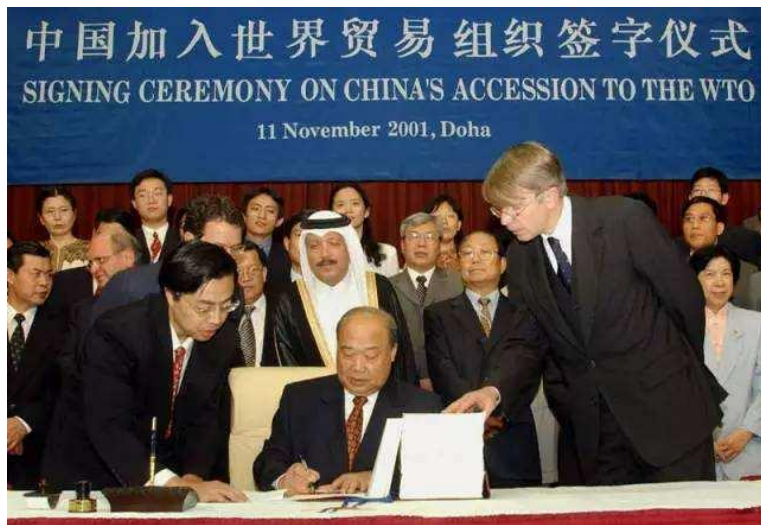 中国加入世界贸易组织签字仪式
SIGNING CEREMONY ON CHINA'S ACCESSION TO THE WTO
11 November 2001, Doha